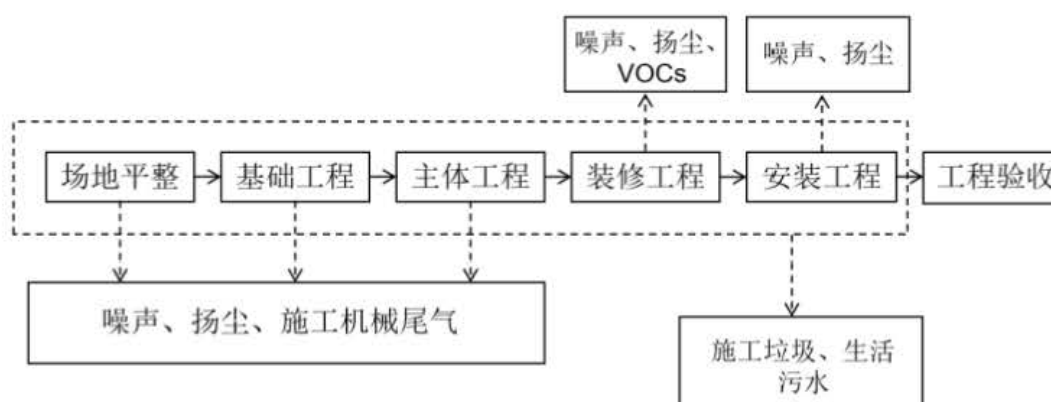 噪声、扬尘、
VOCs
噪声、扬尘
场地平整
基础工程
主体工程
装修工程
安装工程
工程验收
噪声、扬尘、施工机械尾气
施工垃圾、生活
污水